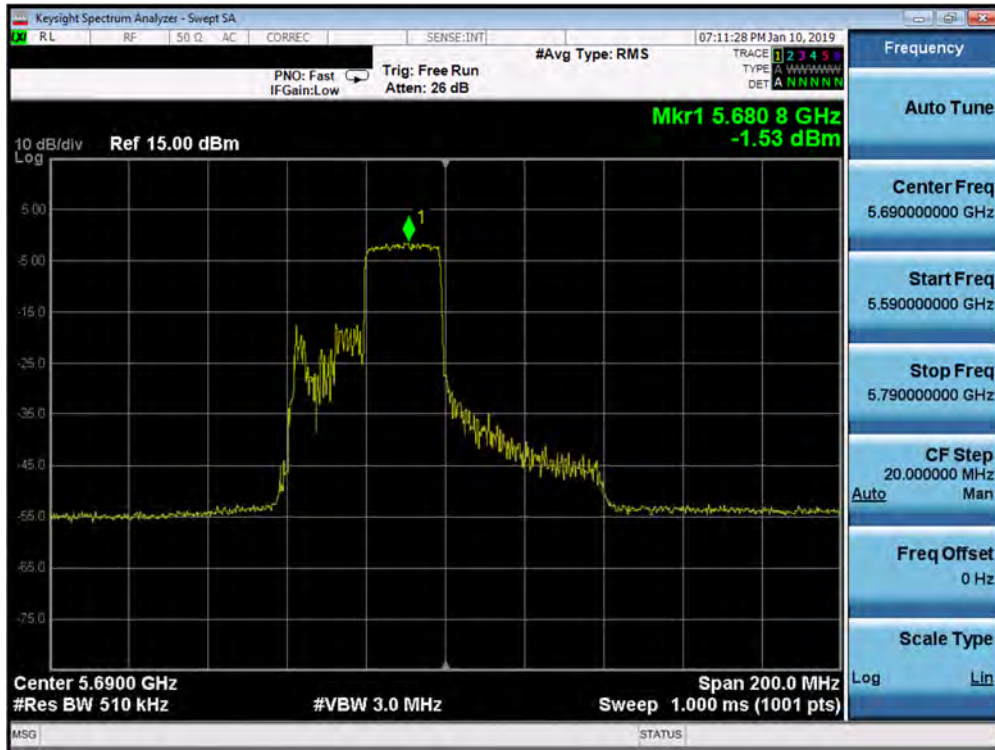 Keysight Spectrum Analyzer - Swept SA
LXI RL RF 50 Ω AC CORREC SENSE:INT 07:11:28 PM Jan 10, 2019
PNO: Fast Trig: Free Run #Avg Type: RMS TRACE 1 2 3 4 5 6
IFGain:Low Atten: 26 dB TYPE A WWWWW
DET A N N N N N
Mkr1 5.680 8 GHz
-1.53 dBm
10 dB/div Ref 15.00 dBm
Log
1
5.00
-5.00
-15.0
-25.0
-35.0
-45.0
-55.0
-65.0
-75.0
Center 5.6900 GHz Span 200.0 MHz
#Res BW 510 kHz #VBW 3.0 MHz Sweep 1.000 ms (1001 pts)
MSG STATUS
Frequency
Auto Tune
Center Freq
5.690000000 GHz
Start Freq
5.590000000 GHz
Stop Freq
5.790000000 GHz
CF Step
20.000000 MHz
Auto Man
Freq Offset
0 Hz
Scale Type
Log Lin